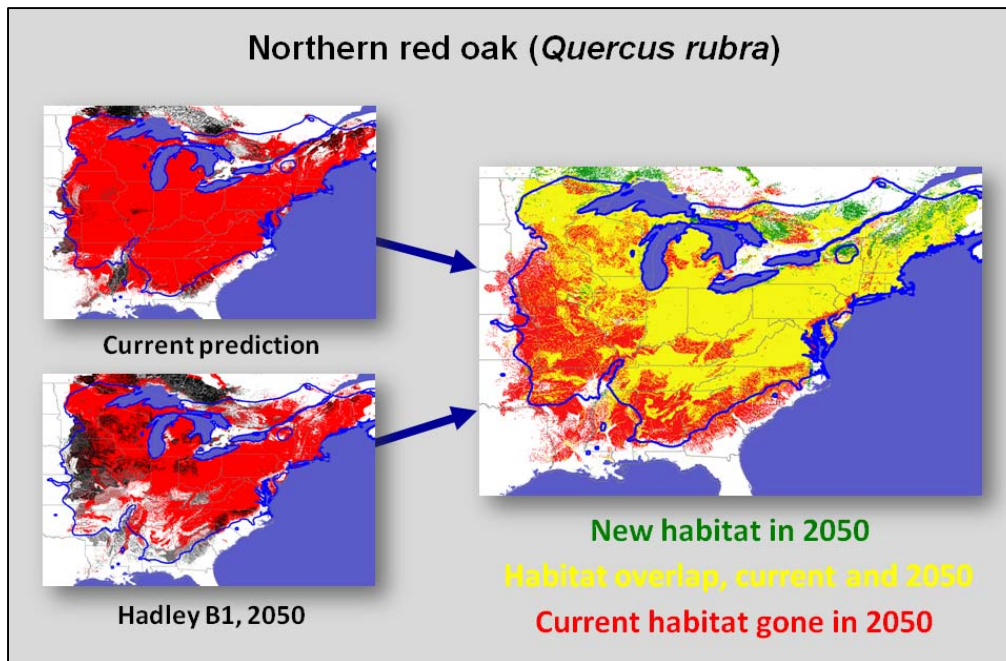 Northern red oak (Quercus rubra)
Current prediction
Hadley B1, 2050
New habitat in 2050
Habitat overlap, current and 2050
Current habitat gone in 2050